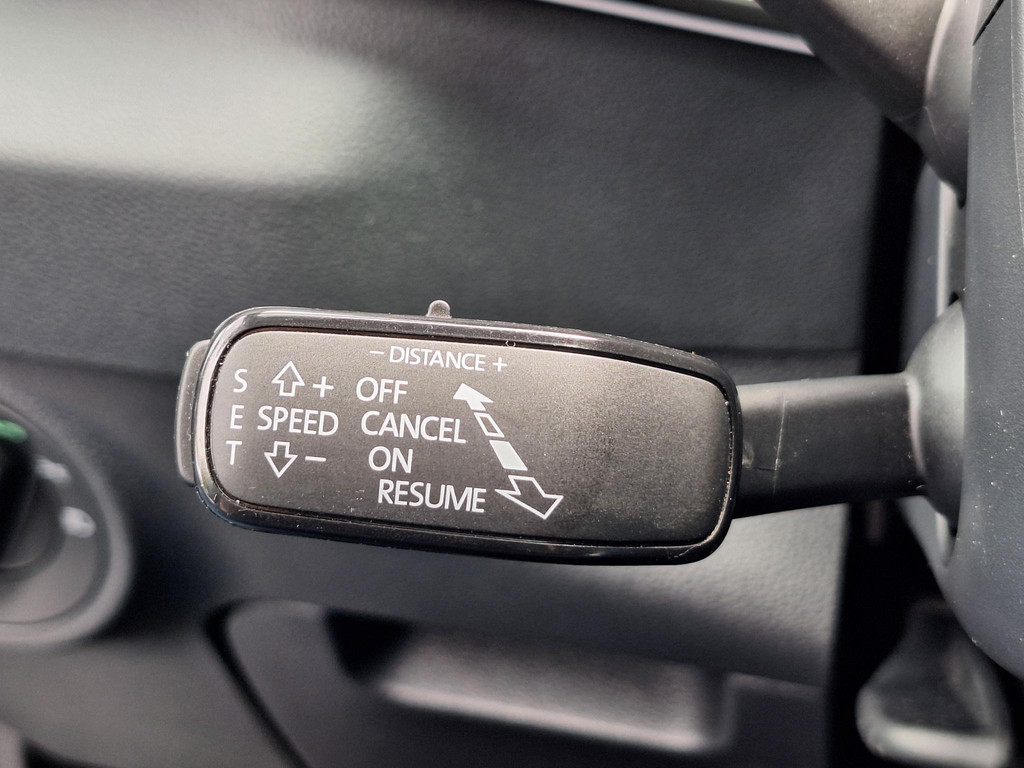 – DISTANCE +
S + OFF
E SPEED CANCEL
T – ON
RESUME